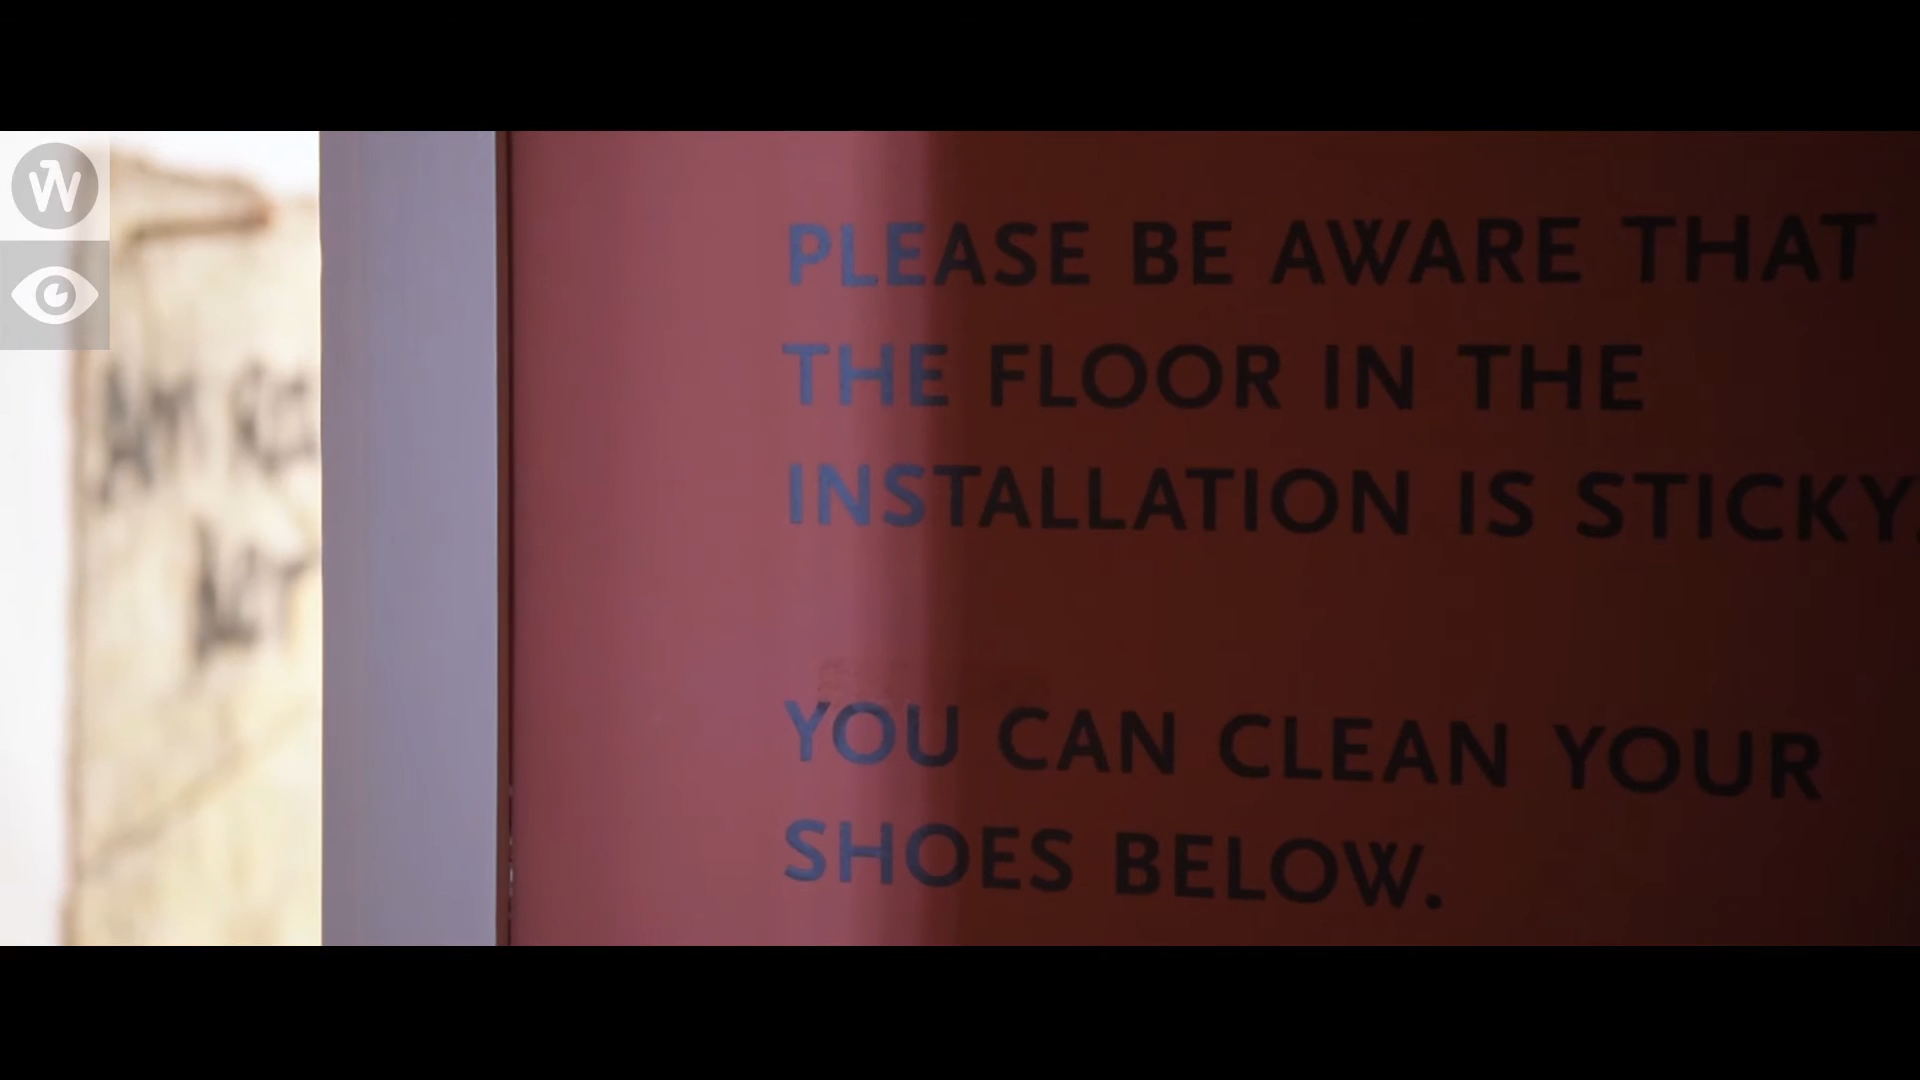 PLEASE BE AWARE THAT
THE FLOOR IN THE
INSTALLATION IS STICKY.
YOU CAN CLEAN YOUR
SHOES BELOW.